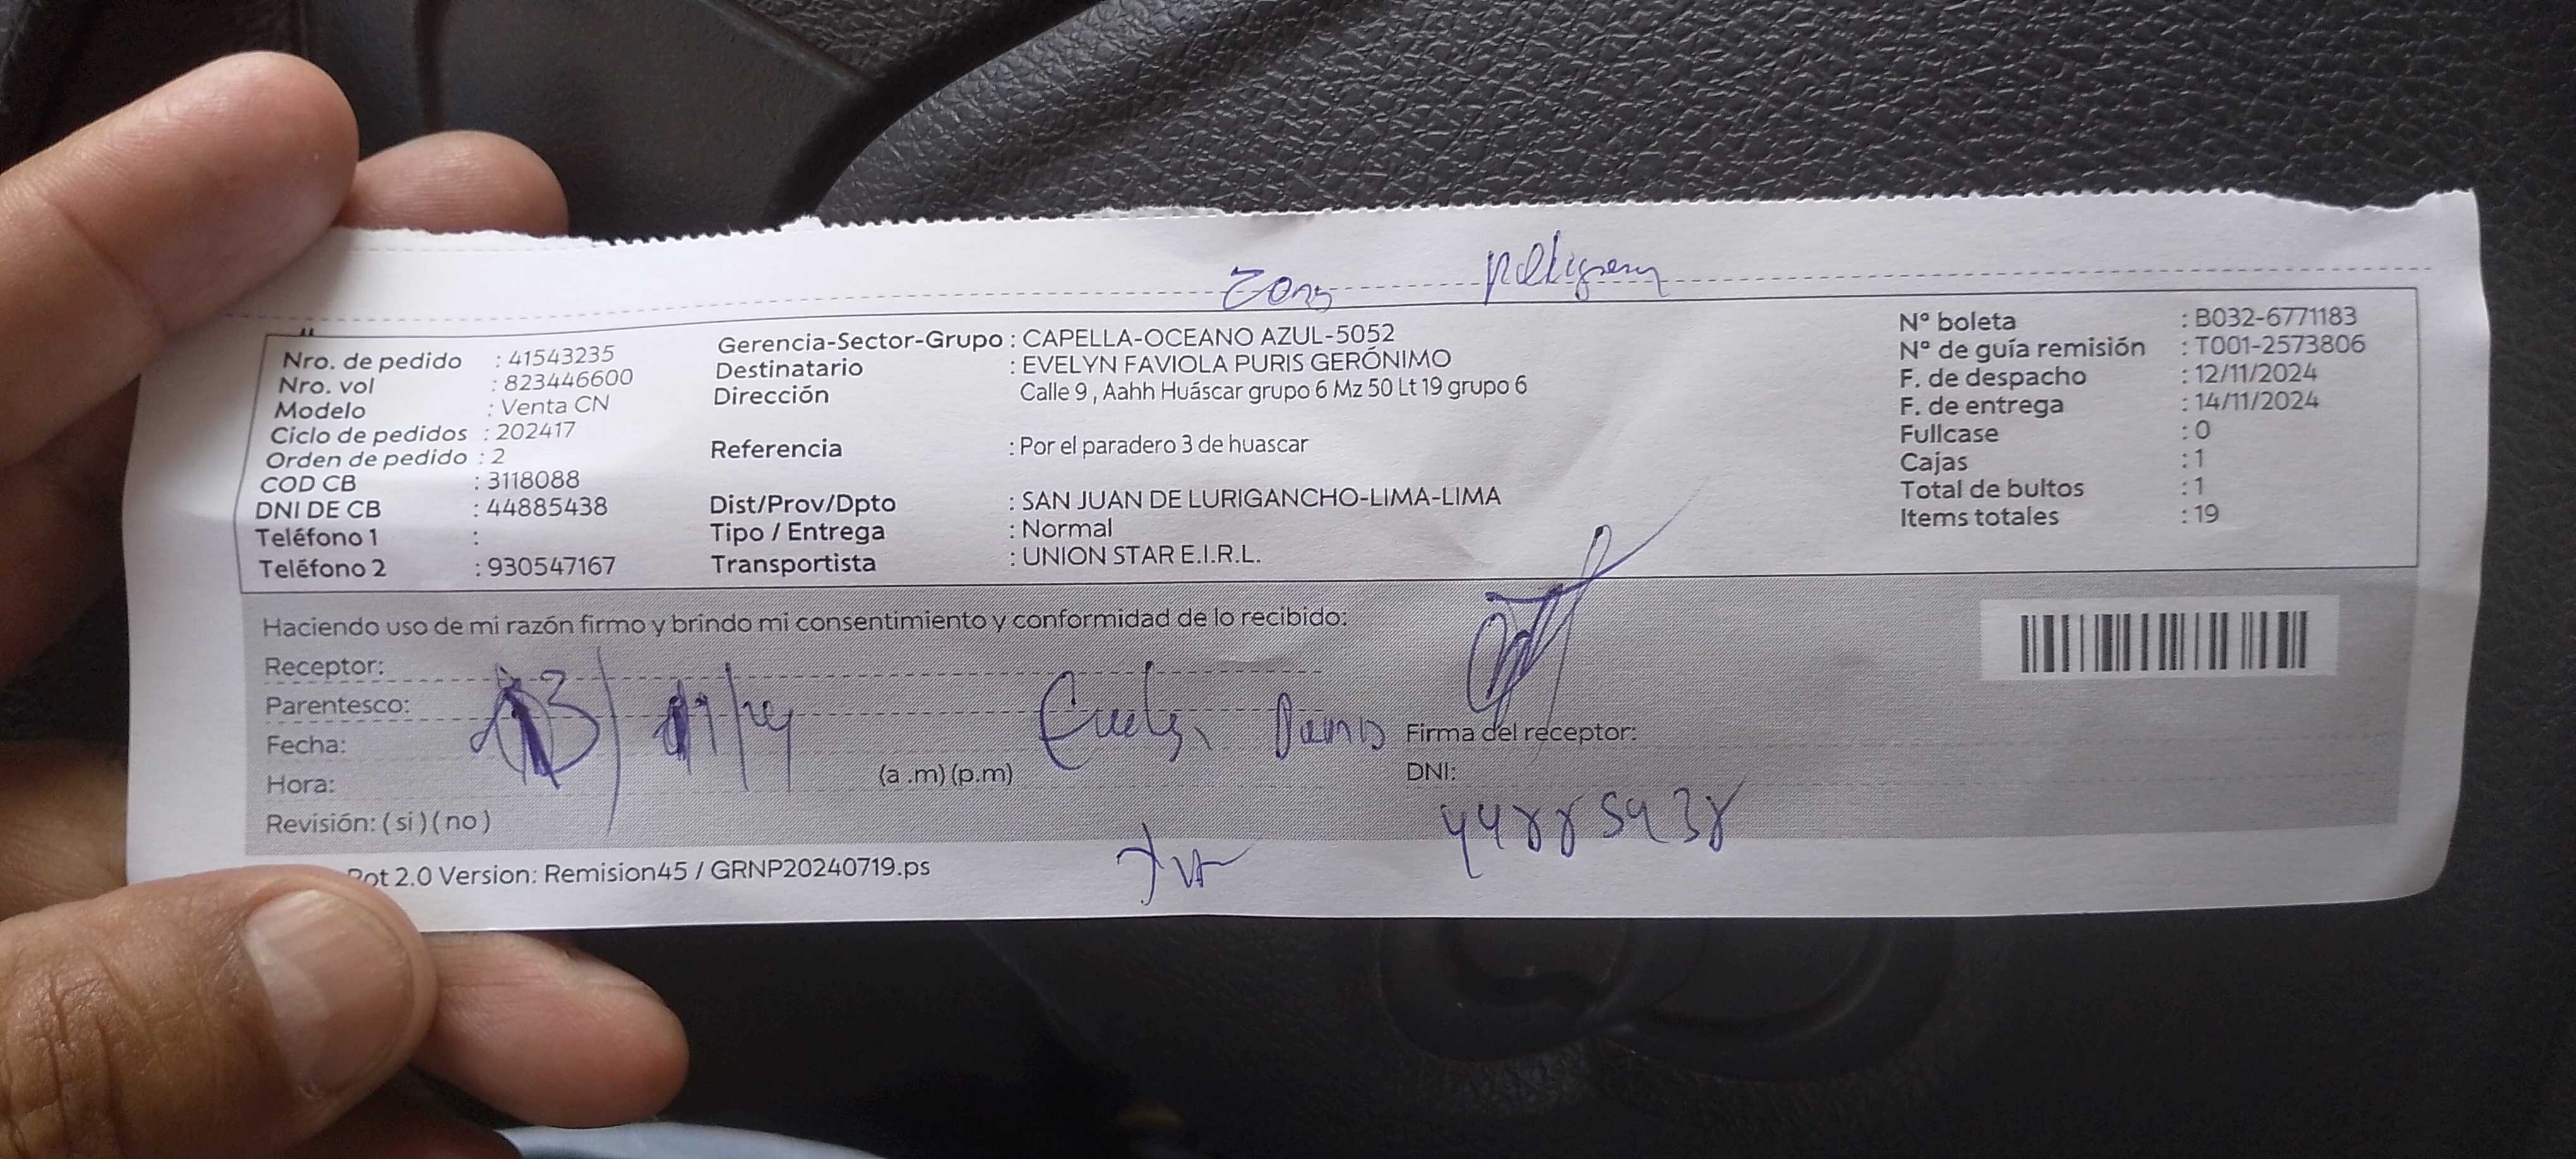 Zona peligrosa
Nro. de pedido : 41543235
Nro. vol : 823446600
Modelo : Venta CN
Ciclo de pedidos : 202417
Orden de pedido : 2
COD CB : 3118088
DNI DE CB : 44885438
Teléfono 1 :
Teléfono 2 : 930547167
Gerencia-Sector-Grupo : CAPELLA-OCEANO AZUL-5052
Destinatario : EVELYN FAVIOLA PURIS GERÓNIMO
Dirección Calle 9 , Aahh Huáscar grupo 6 Mz 50 Lt 19 grupo 6
Referencia : Por el paradero 3 de huascar
Dist/Prov/Dpto : SAN JUAN DE LURIGANCHO-LIMA-LIMA
Tipo / Entrega : Normal
Transportista : UNION STAR E.I.R.L.
N° boleta : B032-6771183
N° de guía remisión : T001-2573806
F. de despacho : 12/11/2024
F. de entrega : 14/11/2024
Fullcase : 0
Cajas : 1
Total de bultos : 1
Items totales : 19
Haciendo uso de mi razón firmo y brindo mi consentimiento y conformidad de lo recibido:
Receptor:
Parentesco:
Fecha: 13/11/24
Hora: (a .m) (p.m)
Revisión: ( si ) ( no )
Evelyn
Firma del receptor:
DNI:
44885438
Pot 2.0 Version: Remision45 / GRNP20240719.ps